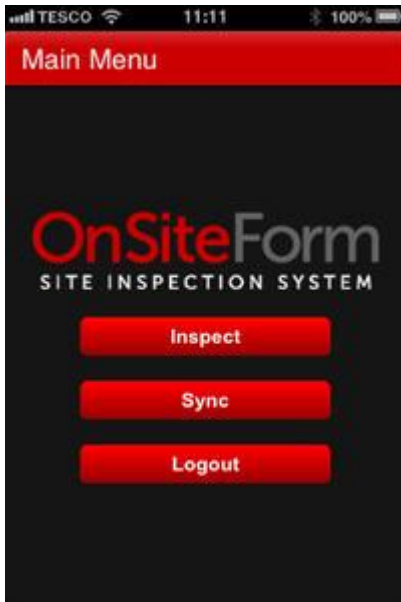 TESCO 11:11 100%
Main Menu
OnSiteForm
SITE INSPECTION SYSTEM
Inspect
Sync
Logout